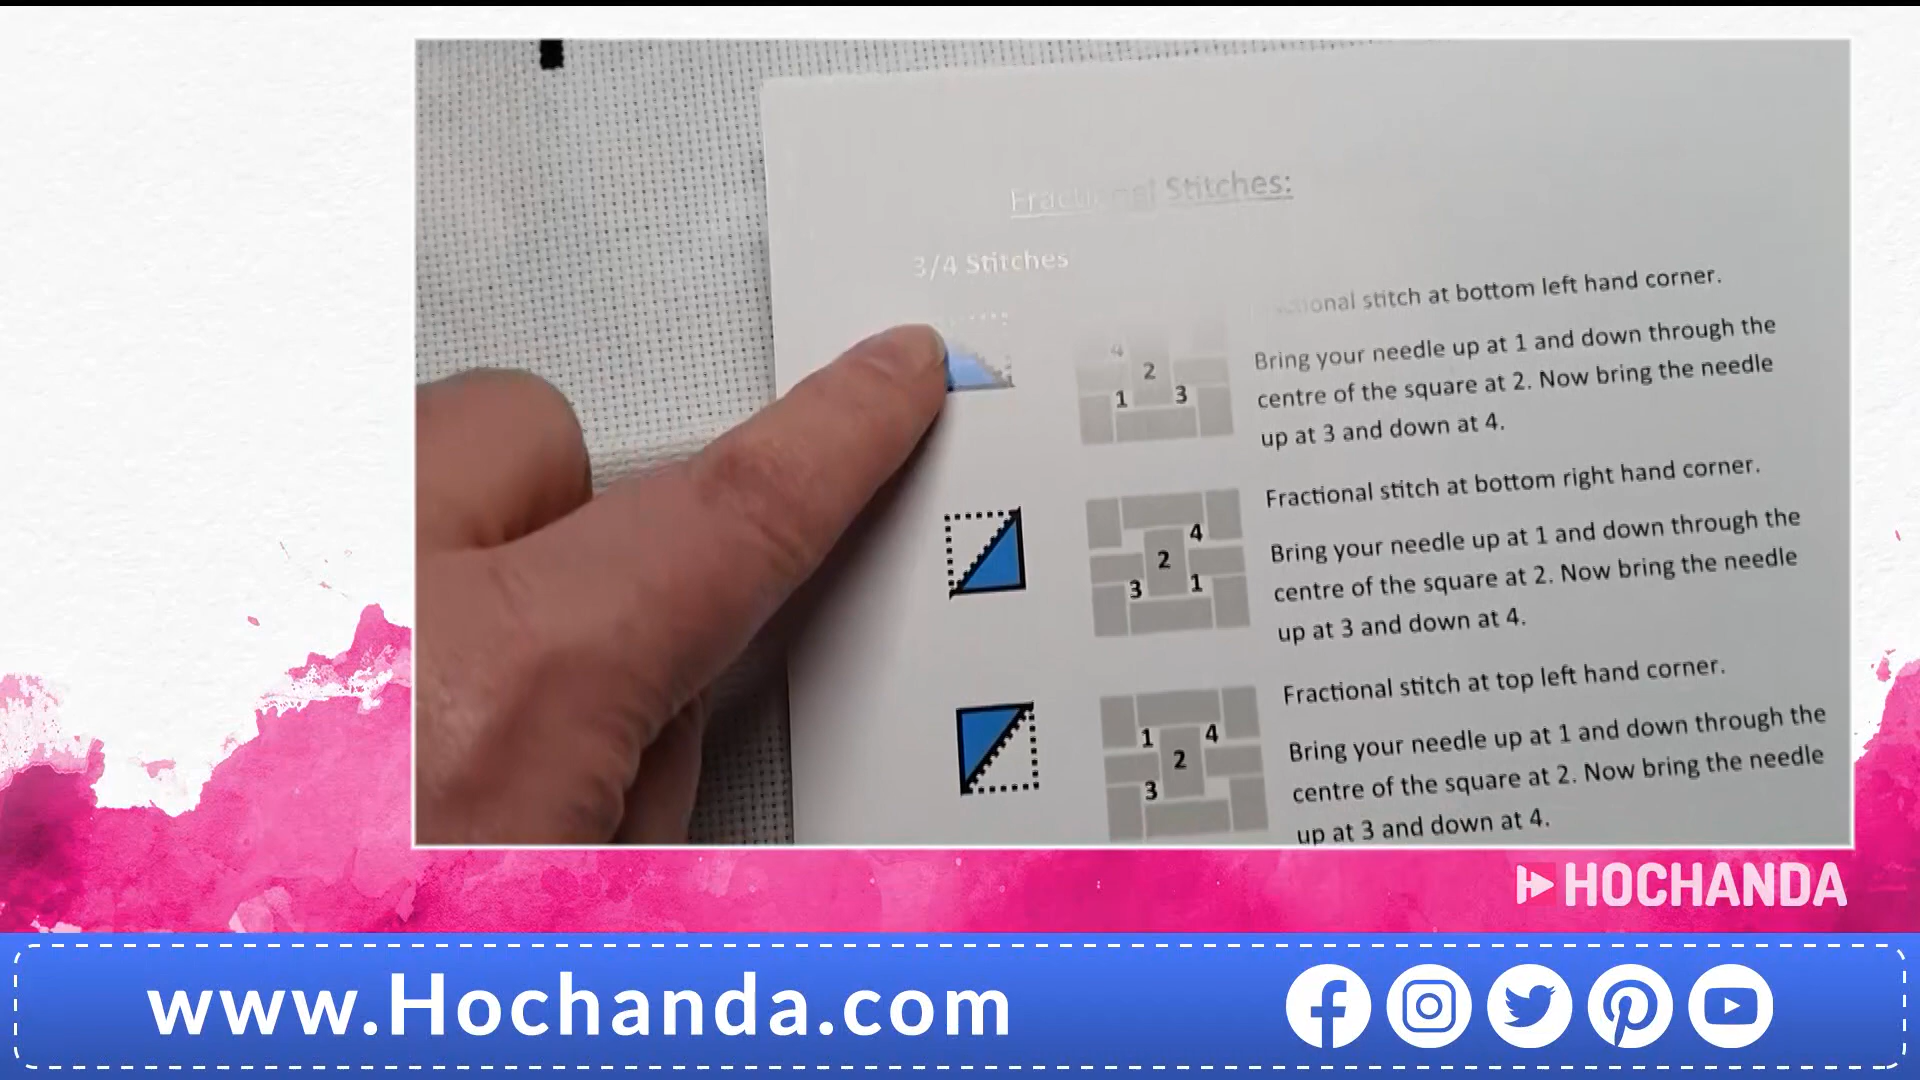 Fractional Stitches:
3/4 Stitches
stitch at bottom left hand corner.
4
2
1 3
Bring your needle up at 1 and down through the
centre of the square at 2. Now bring the needle
up at 3 and down at 4.
Fractional stitch at bottom right hand corner.
4
2
3 1
Bring your needle up at 1 and down through the
centre of the square at 2. Now bring the needle
up at 3 and down at 4.
Fractional stitch at top left hand corner.
1 4
2
3
Bring your needle up at 1 and down through the
centre of the square at 2. Now bring the needle
up at 3 and down at 4.
HOCHANDA
www.Hochanda.com